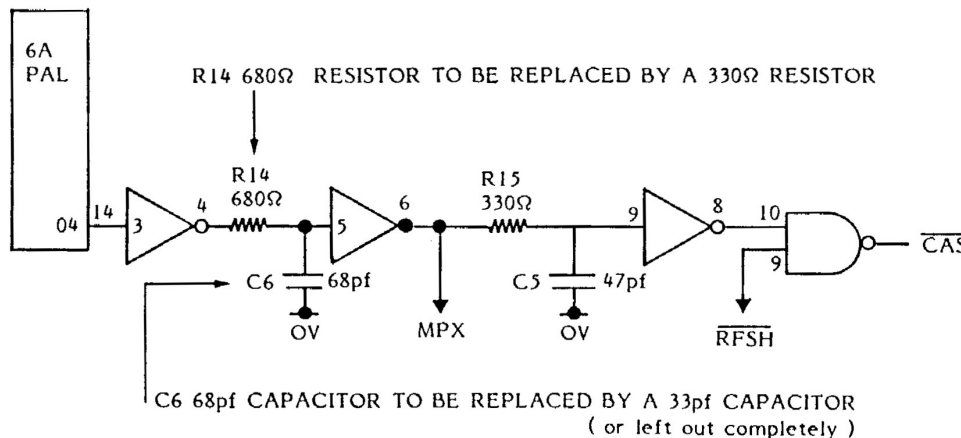 6A
PAL
R14 680Ω RESISTOR TO BE REPLACED BY A 330Ω RESISTOR
R14
680Ω
R15
330Ω
04
14
3
4
5
6
9
8
10
9
CAS
C6
68pf
C5
47pf
OV
MPX
OV
RFSH
C6 68pf CAPACITOR TO BE REPLACED BY A 33pf CAPACITOR
( or left out completely )